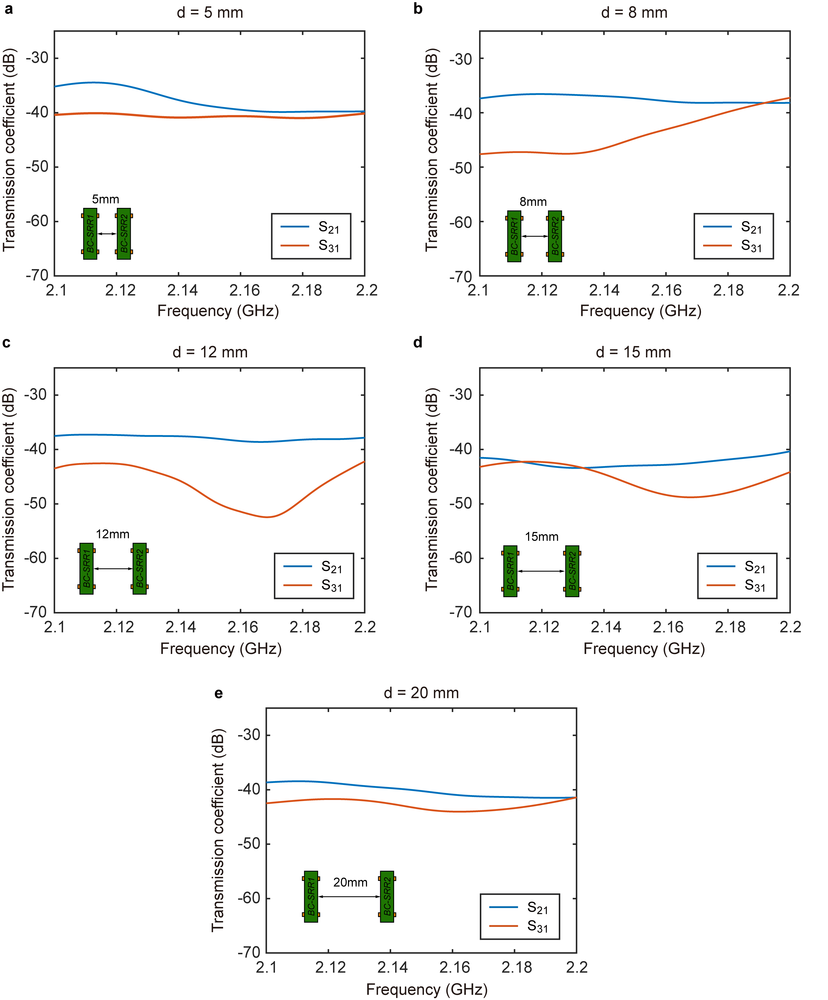 a
d = 5 mm
Transmission coefficient (dB)
-30
-40
-50
-60
-70
5mm
BC-SRR1
BC-SRR2
S21
S31
2.1 2.12 2.14 2.16 2.18 2.2
Frequency (GHz)
b
d = 8 mm
Transmission coefficient (dB)
-30
-40
-50
-60
-70
8mm
BC-SRR1
BC-SRR2
S21
S31
2.1 2.12 2.14 2.16 2.18 2.2
Frequency (GHz)
c
d = 12 mm
Transmission coefficient (dB)
-30
-40
-50
-60
-70
12mm
BC-SRR1
BC-SRR2
S21
S31
2.1 2.12 2.14 2.16 2.18 2.2
Frequency (GHz)
d
d = 15 mm
Transmission coefficient (dB)
-30
-40
-50
-60
-70
15mm
BC-SRR1
BC-SRR2
S21
S31
2.1 2.12 2.14 2.16 2.18 2.2
Frequency (GHz)
e
d = 20 mm
Transmission coefficient (dB)
-30
-40
-50
-60
-70
20mm
BC-SRR1
BC-SRR2
S21
S31
2.1 2.12 2.14 2.16 2.18 2.2
Frequency (GHz)